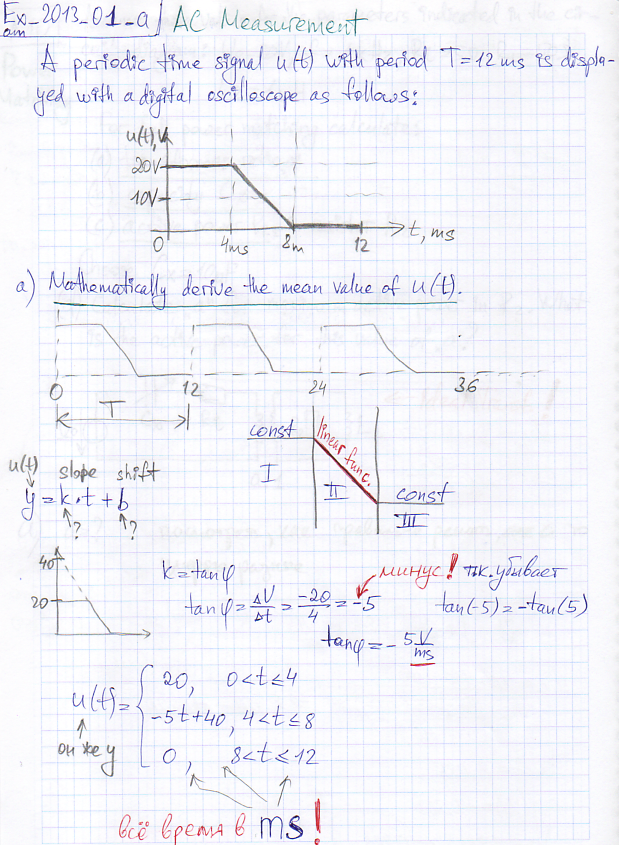 Ex_2013_01_a / AC Measurement
am
A periodic time signal u(t) with period T=12 ms is displa-
yed with a digital oscilloscope as follows:
u(t),V
20V
10V
0 4ms 8m 12 t, ms
a) Mathematically derive the mean value of u(t).
0 12 24 36
T
const linear func.
I II const
III
u(t) slope shift
y = k·t + b
? ?
40
20
k = tanφ
минус! т.к. убывает
tanφ = ΔV/Δt = -20/4 = -5 tan(-5) = -tan(5)
tanφ = - 5 V/ms
u(t) = { 20, 0<t≤4
-5t+40, 4<t≤8
0, 8<t≤12
он же y
всё время в ms!